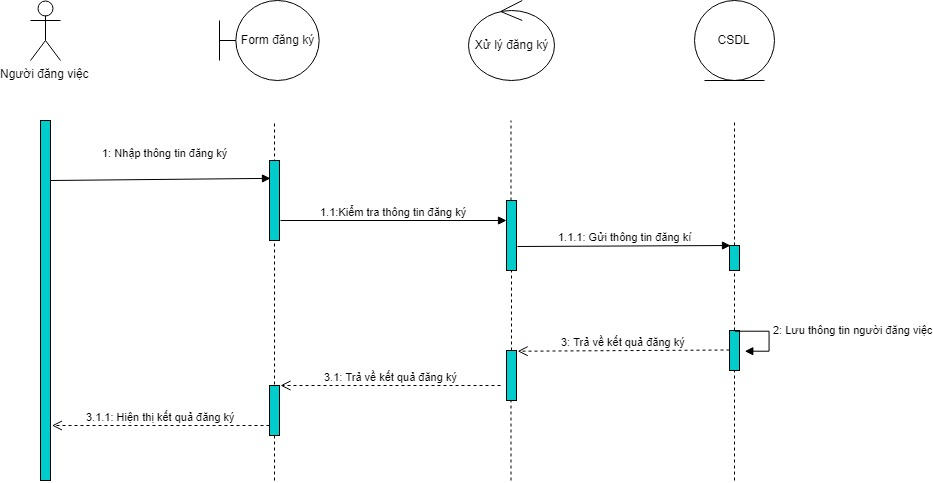 Form đăng ký
Xử lý đăng ký
CSDL
Người đăng việc
1: Nhập thông tin đăng ký
1.1:Kiểm tra thông tin đăng ký
1.1.1: Gửi thông tin đăng kí
2: Lưu thông tin người đăng việc
3: Trả về kết quả đăng ký
3.1: Trả về kết quả đăng ký
3.1.1: Hiện thị kết quả đăng ký